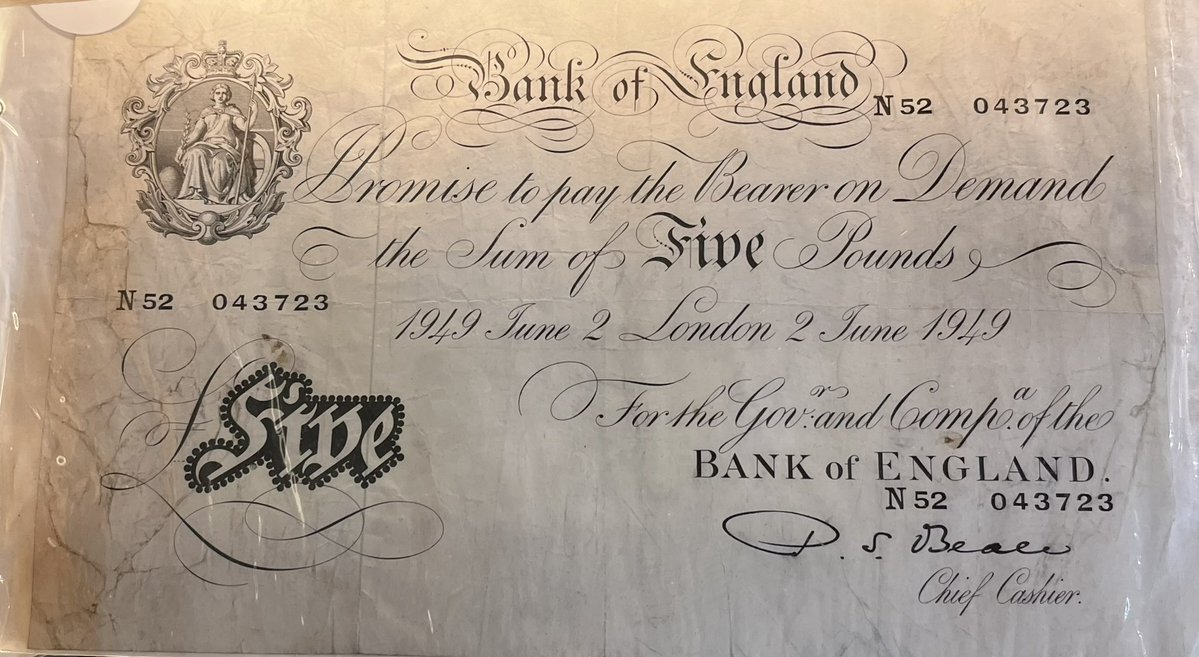 Bank of England
N52 043723
I Promise to pay the Bearer on Demand
the Sum of Five Pounds
N52 043723
1949 June 2 London 2 June 1949
For the Gov.r and Comp.a of the
£ Five
BANK of ENGLAND.
N52 043723
P. S. Beale
Chief Cashier.